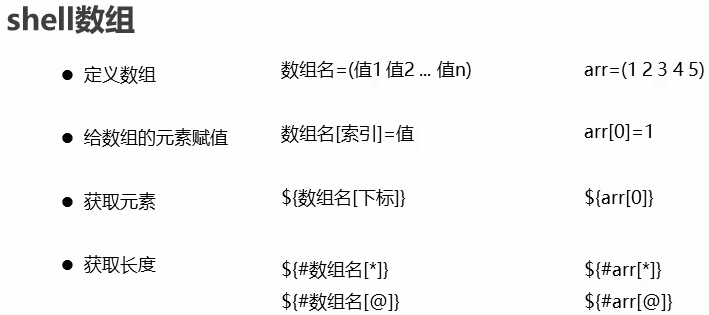 shell数组
● 定义数组 数组名=(值1 值2 ... 值n) arr=(1 2 3 4 5)
● 给数组的元素赋值 数组名[索引]=值 arr[0]=1
● 获取元素 ${数组名[下标]} ${arr[0]}
● 获取长度 ${#数组名[*]} ${#arr[*]}
${#数组名[@]} ${#arr[@]}